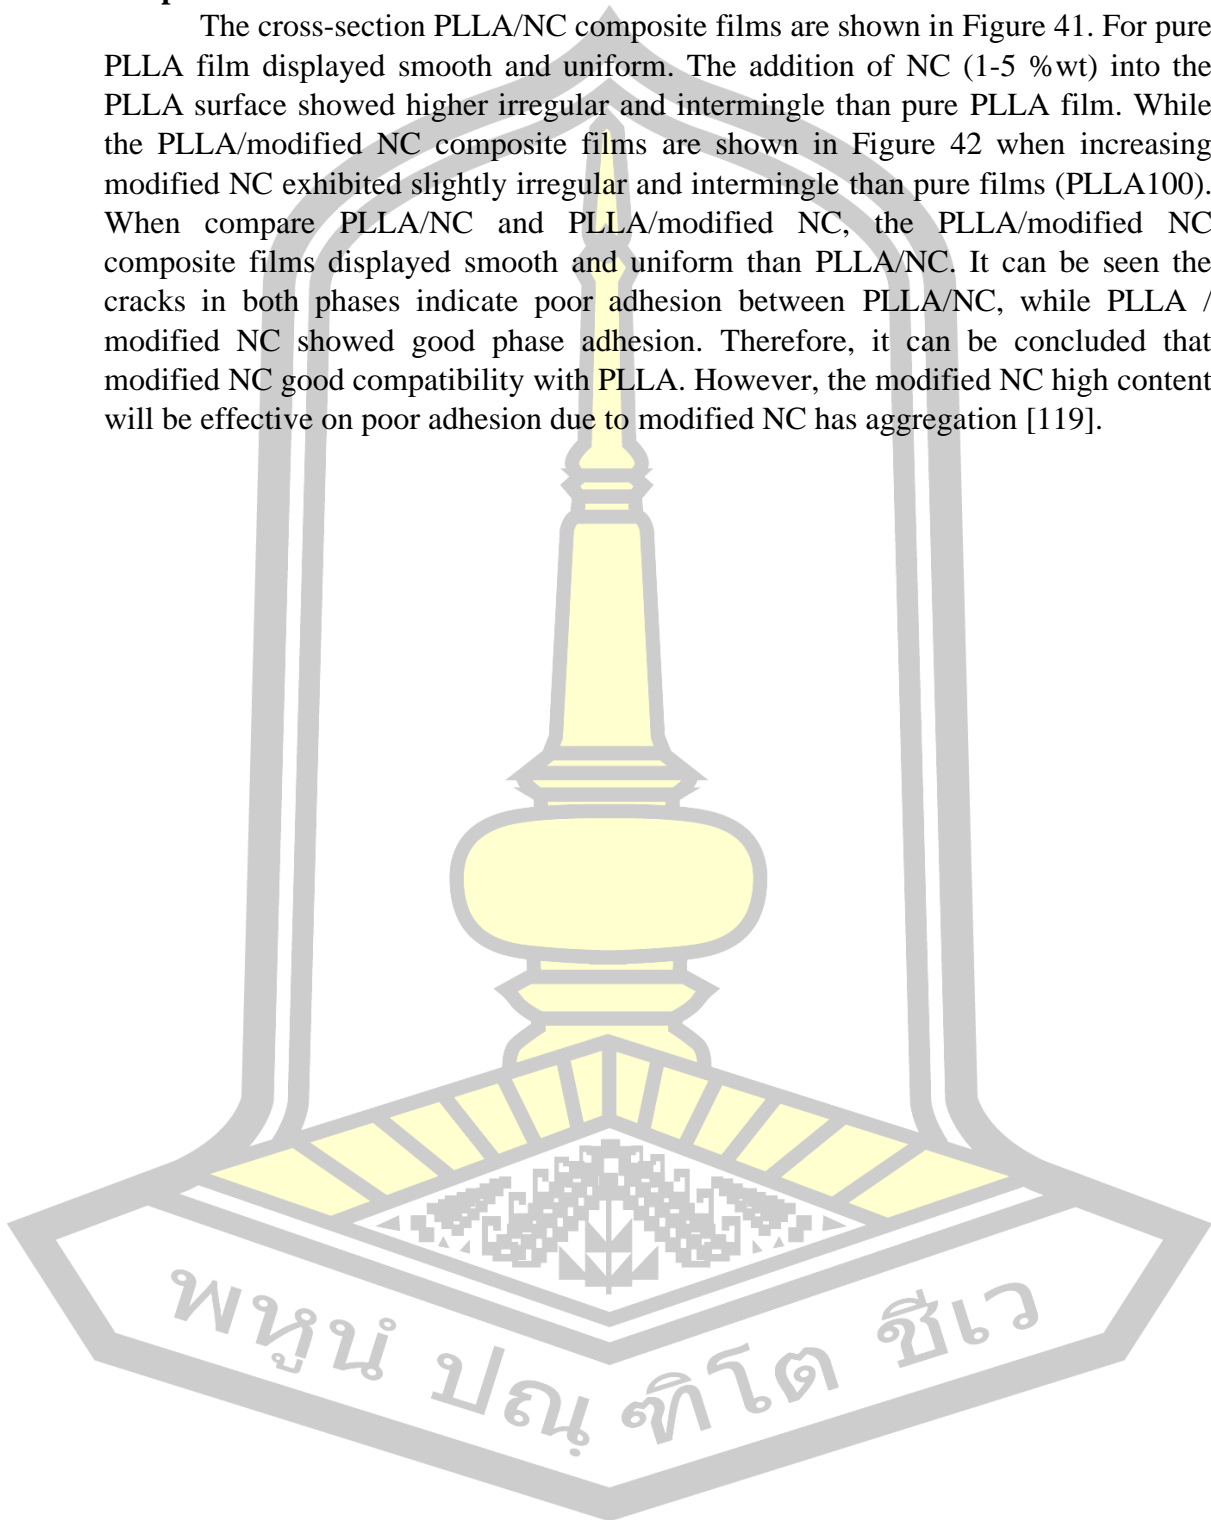 The cross-section PLLA/NC composite films are shown in Figure 41. For pure
PLLA film displayed smooth and uniform. The addition of NC (1-5 %wt) into the
PLLA surface showed higher irregular and intermingle than pure PLLA film. While
the PLLA/modified NC composite films are shown in Figure 42 when increasing
modified NC exhibited slightly irregular and intermingle than pure films (PLLA100).
When compare PLLA/NC and PLLA/modified NC, the PLLA/modified NC
composite films displayed smooth and uniform than PLLA/NC. It can be seen the
cracks in both phases indicate poor adhesion between PLLA/NC, while PLLA /
modified NC showed good phase adhesion. Therefore, it can be concluded that
modified NC good compatibility with PLLA. However, the modified NC high content
will be effective on poor adhesion due to modified NC has aggregation [119].
พหูนํ ปณฺฑิโต ชีเว